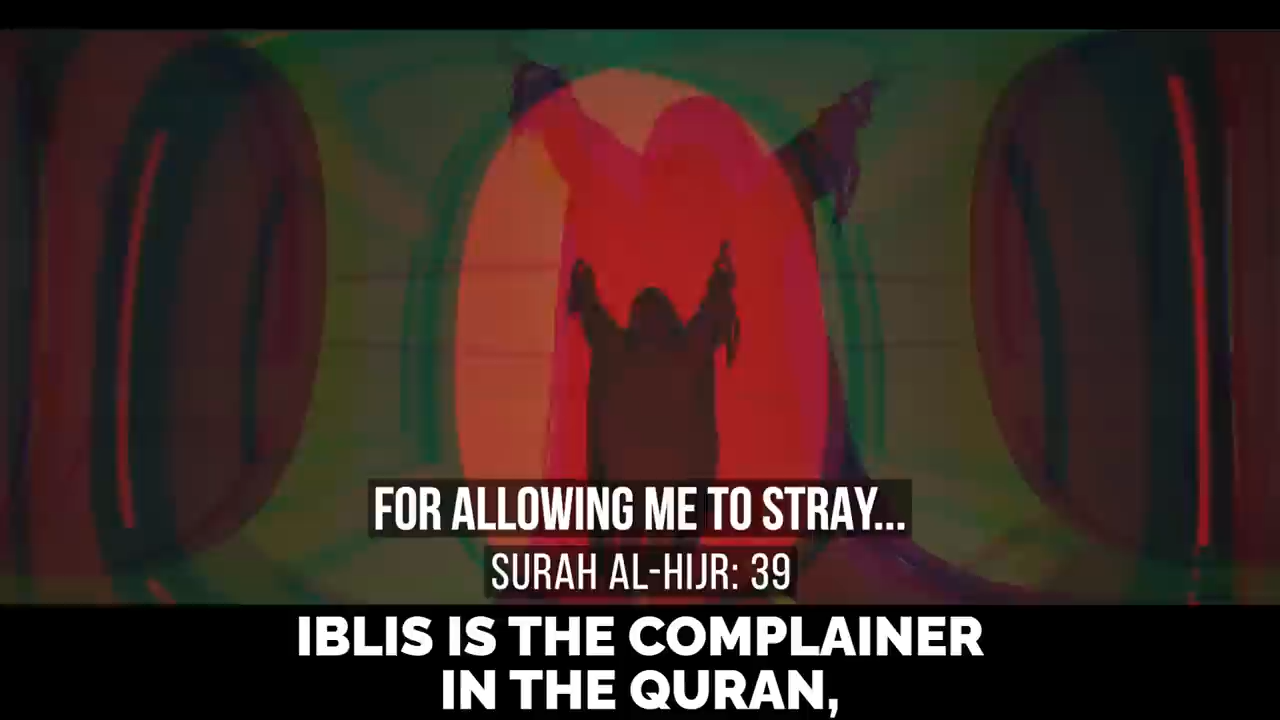 FOR ALLOWING ME TO STRAY...
SURAH AL-HIJR: 39
IBLIS IS THE COMPLAINER
IN THE QURAN,